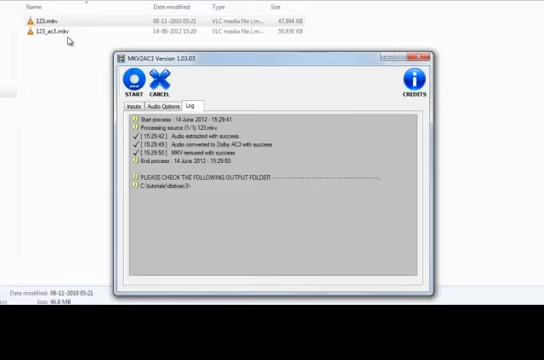 Name Date modified Type Size
123.mkv 08-11-2010 05:21 VLC media file (.m... 47,944 KB
123_ac3.mkv 14-06-2012 15:29 VLC media file (.m... 50,930 KB
MKV2AC3 Version 1.03.03
START CANCEL CREDITS
Inputs Audio Options Log
Start process : 14 June 2012 - 15:29:41
Processing source (1/1) 123.mkv
[ 15:29:42 ] Audio extracted with success
[ 15:29:49 ] Audio converted to Dolby AC3 with success
[ 15:29:50 ] MKV remuxed with success
End process : 14 June 2012 - 15:29:50
PLEASE CHECK THE FOLLOWING OUTPUT FOLDER
C:\tutorials\dtstoac3\
Date modified: 08-11-2010 05:21
Size: 46.8 MB